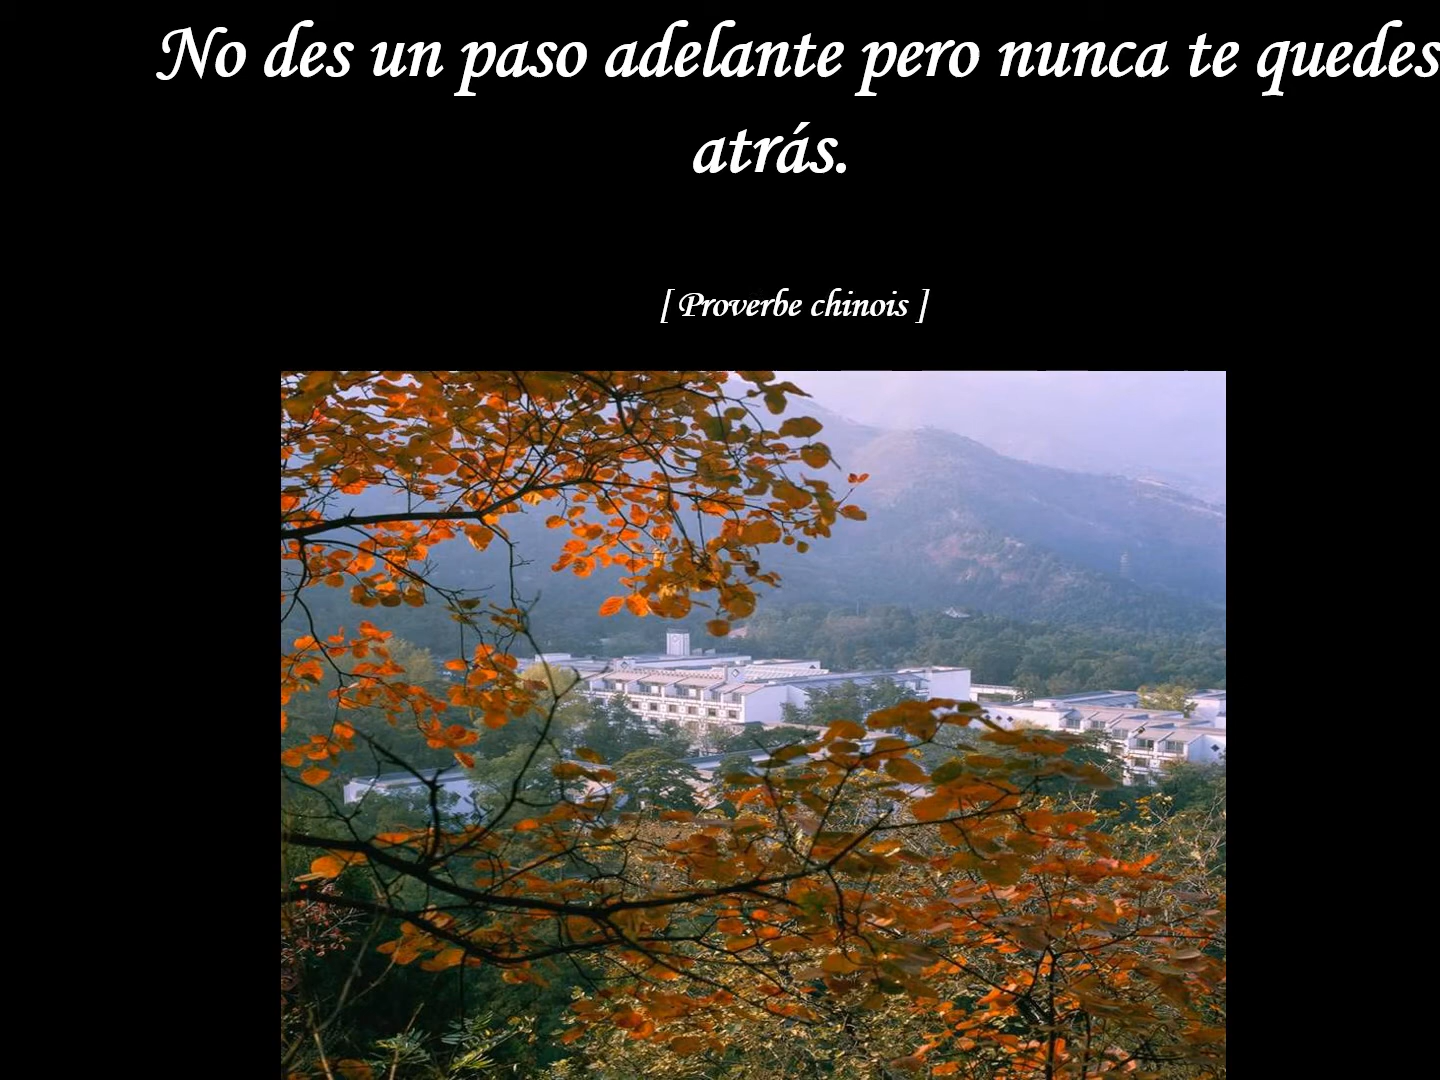 No des un paso adelante pero nunca te quedes
atrás.
[ Proverbe chinois ]